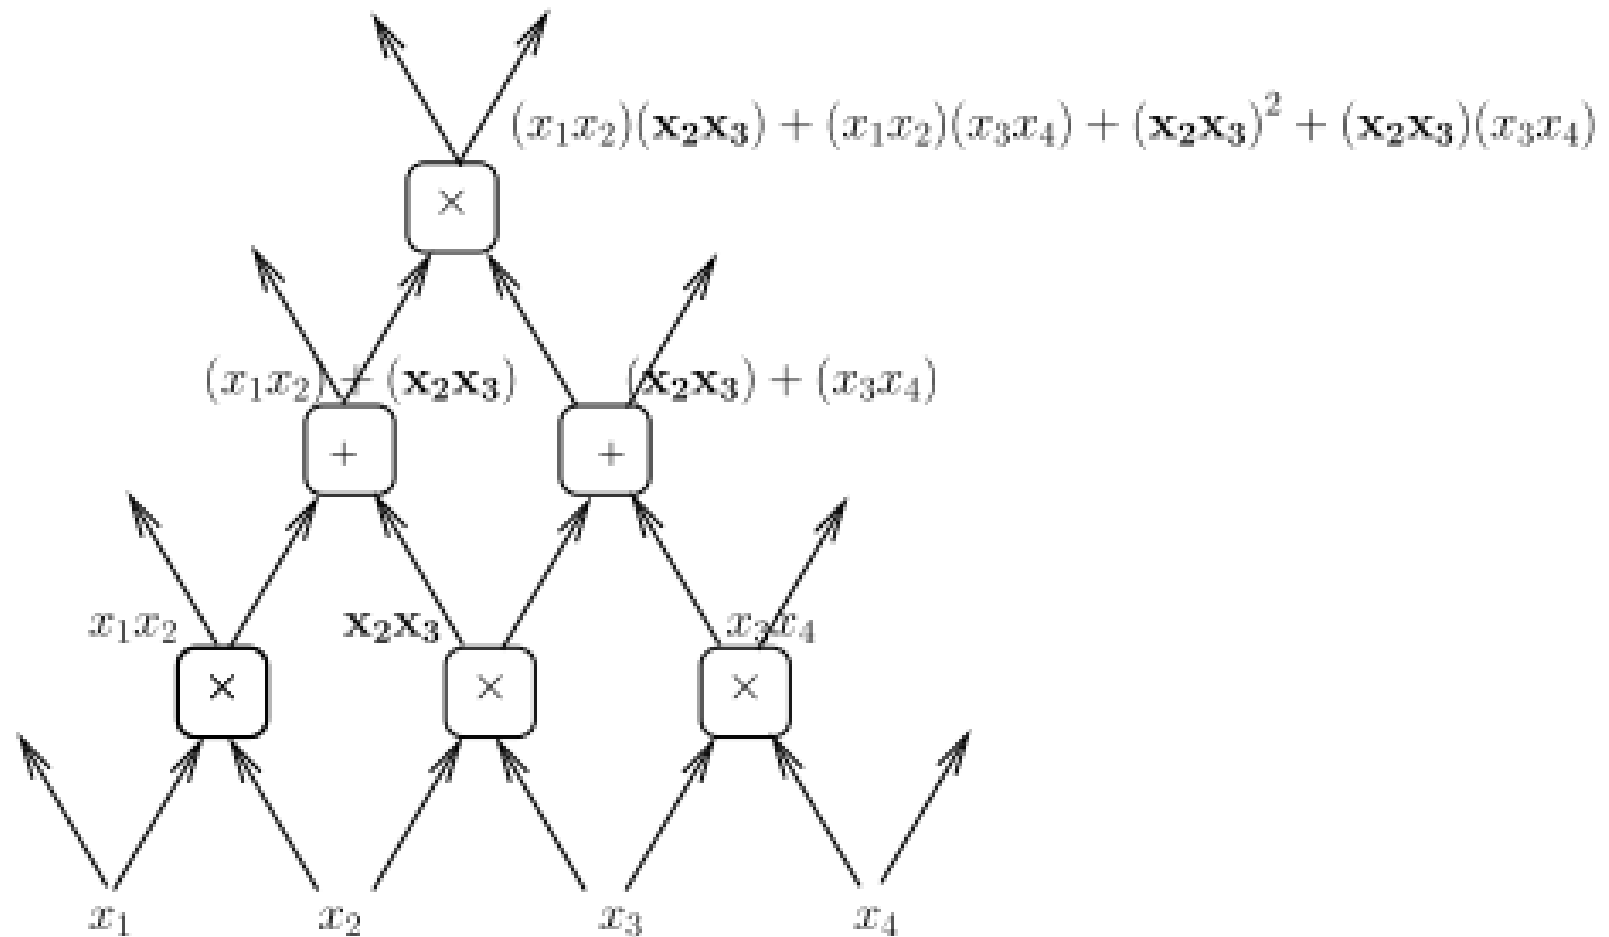 (x₁x₂)(𝐱₂𝐱₃) + (x₁x₂)(x₃x₄) + (𝐱₂𝐱₃)² + (𝐱₂𝐱₃)(x₃x₄)
×
(x₁x₂) + (𝐱₂𝐱₃) (𝐱₂𝐱₃) + (x₃x₄)
+ +
x₁x₂ 𝐱₂𝐱₃ x₃x₄
× × ×
x₁ x₂ x₃ x₄